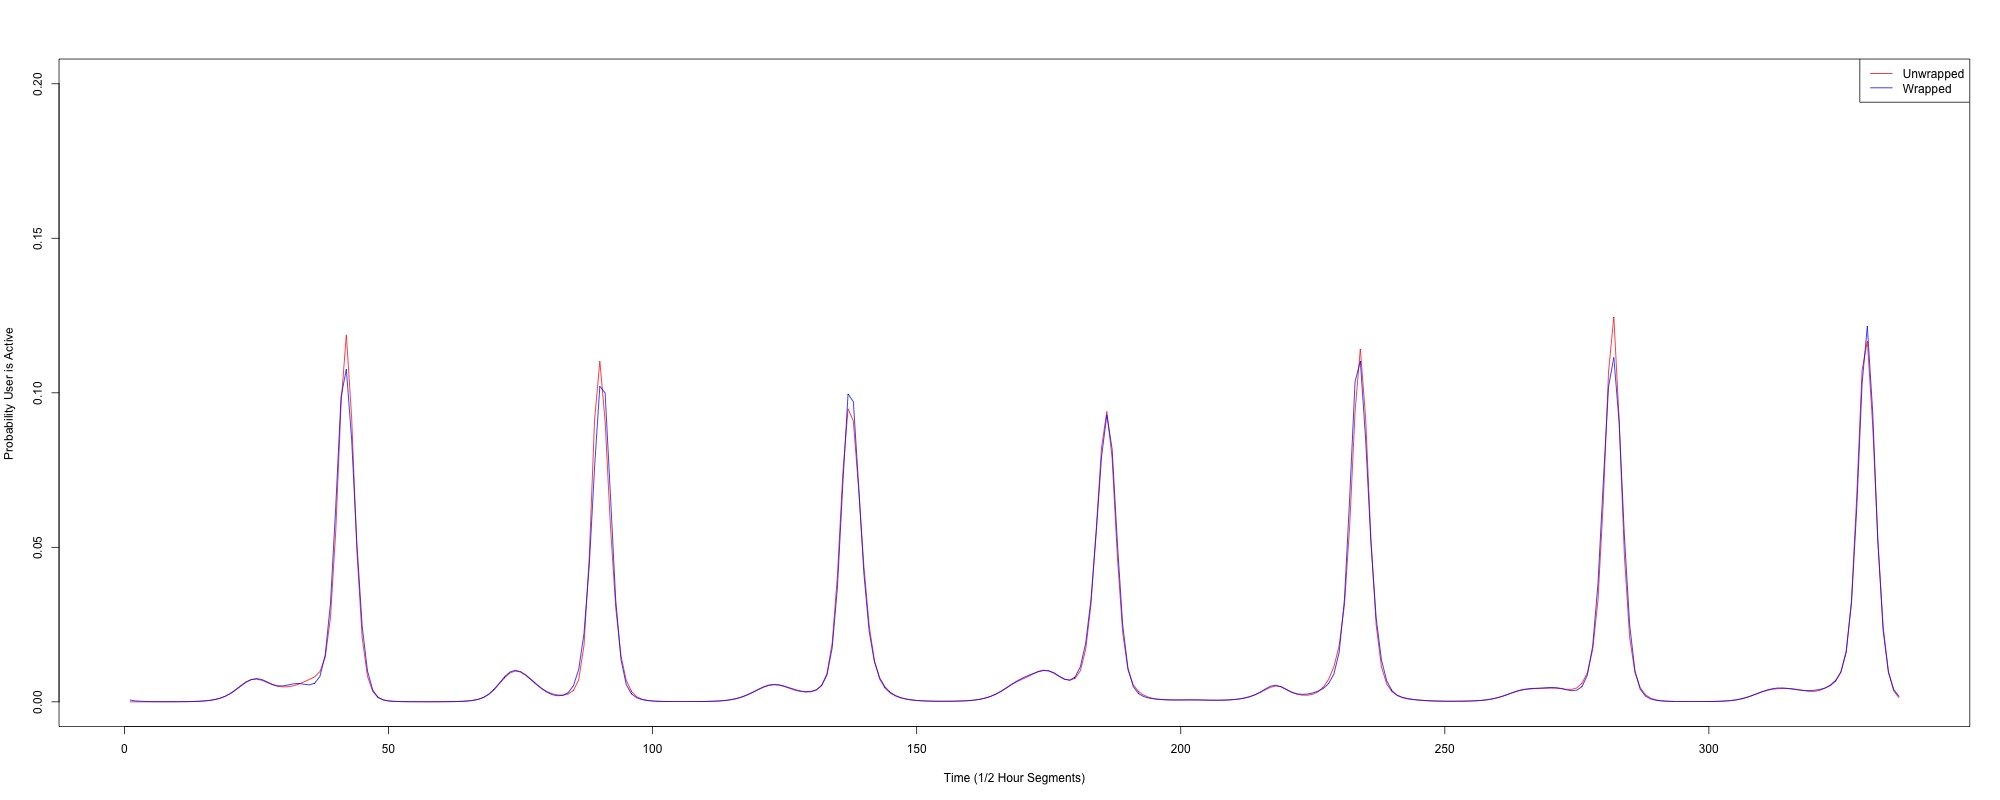 Unwrapped
Wrapped
0.20
0.15
0.10
0.05
0.00
Probability User is Active
0 50 100 150 200 250 300
Time (1/2 Hour Segments)